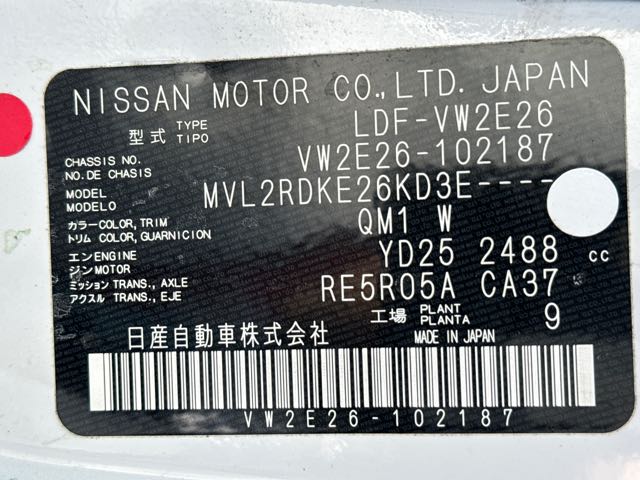 NISSAN MOTOR CO.,LTD. JAPAN
型式 TYPE TIPO LDF-VW2E26
CHASSIS NO. NO.DE CHASIS VW2E26-102187
MODEL MODELO MVL2RDKE26KD3E----
カラー COLOR, TRIM トリム COLOR, GUARNICION QM1 W
エンジン ENGINE MOTOR YD25 2488 cc
ミッション TRANS., AXLE アクスル TRANS., EJE RE5R05A CA37
工場 PLANT PLANTA 9
日産自動車株式会社 MADE IN JAPAN
VW2E26-102187